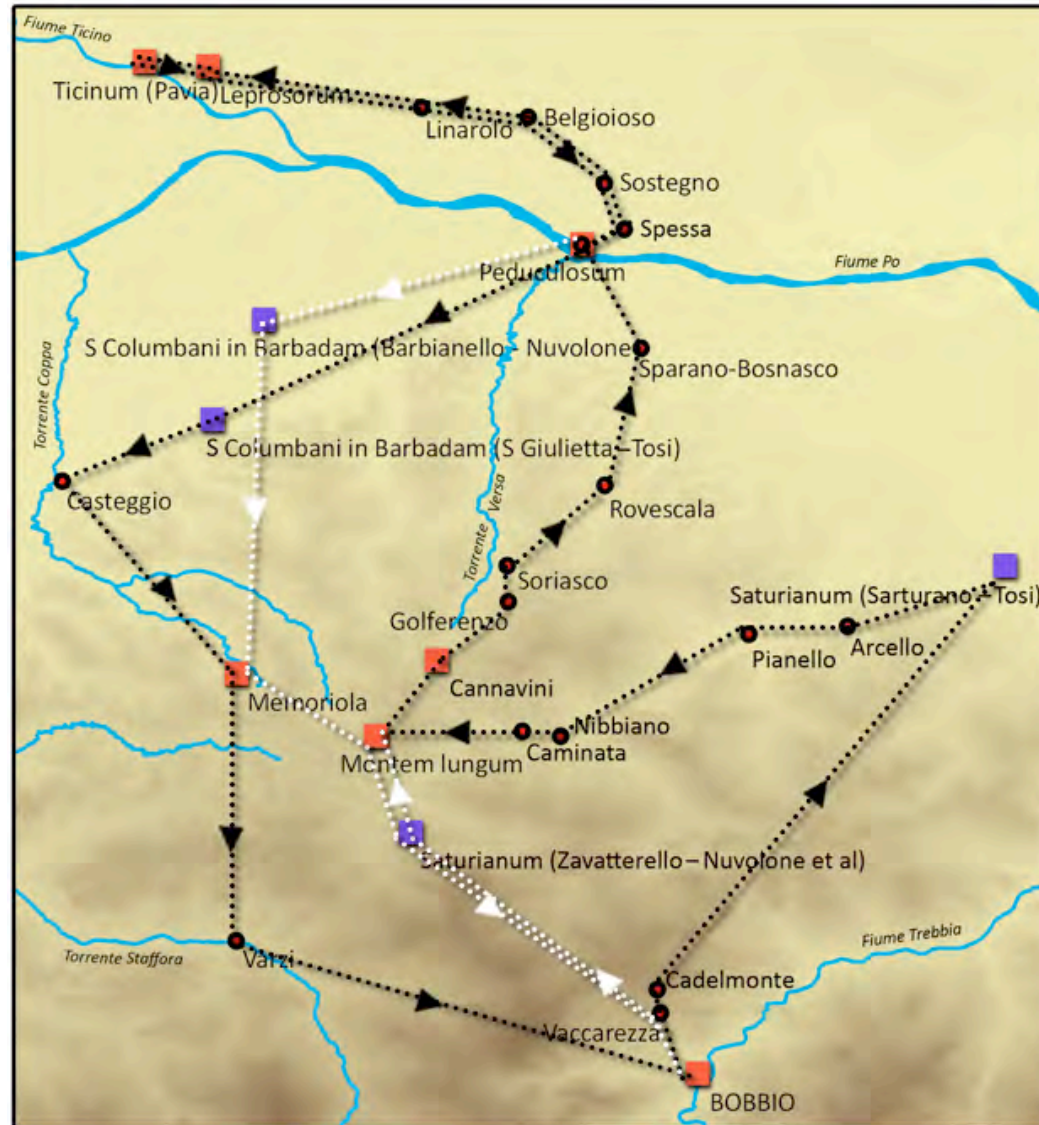 Fiume Ticino
Ticinum (Pavia)
Leprosorum
Linarolo
Belgioioso
Sostegno
Spessa
Peduculosum
Fiume Po
S Columbani in Barbadam (Barbianello - Nuvolone
Sparano-Bosnasco
Torrente Coppa
S Columbani in Barbadam (S Giulietta –Tosi)
Casteggio
Torrente Versa
Rovescala
Soriasco
Golferenzo
Saturianum (Sarturano – Tosi)
Arcello
Pianello
Cannavini
Memoriola
Nibbiano
Caminata
Montem lungum
Saturianum (Zavatterello – Nuvolone et al)
Fiume Trebbia
Torrente Staffora
Varzi
Cadelmonte
Vaccarezza
BOBBIO